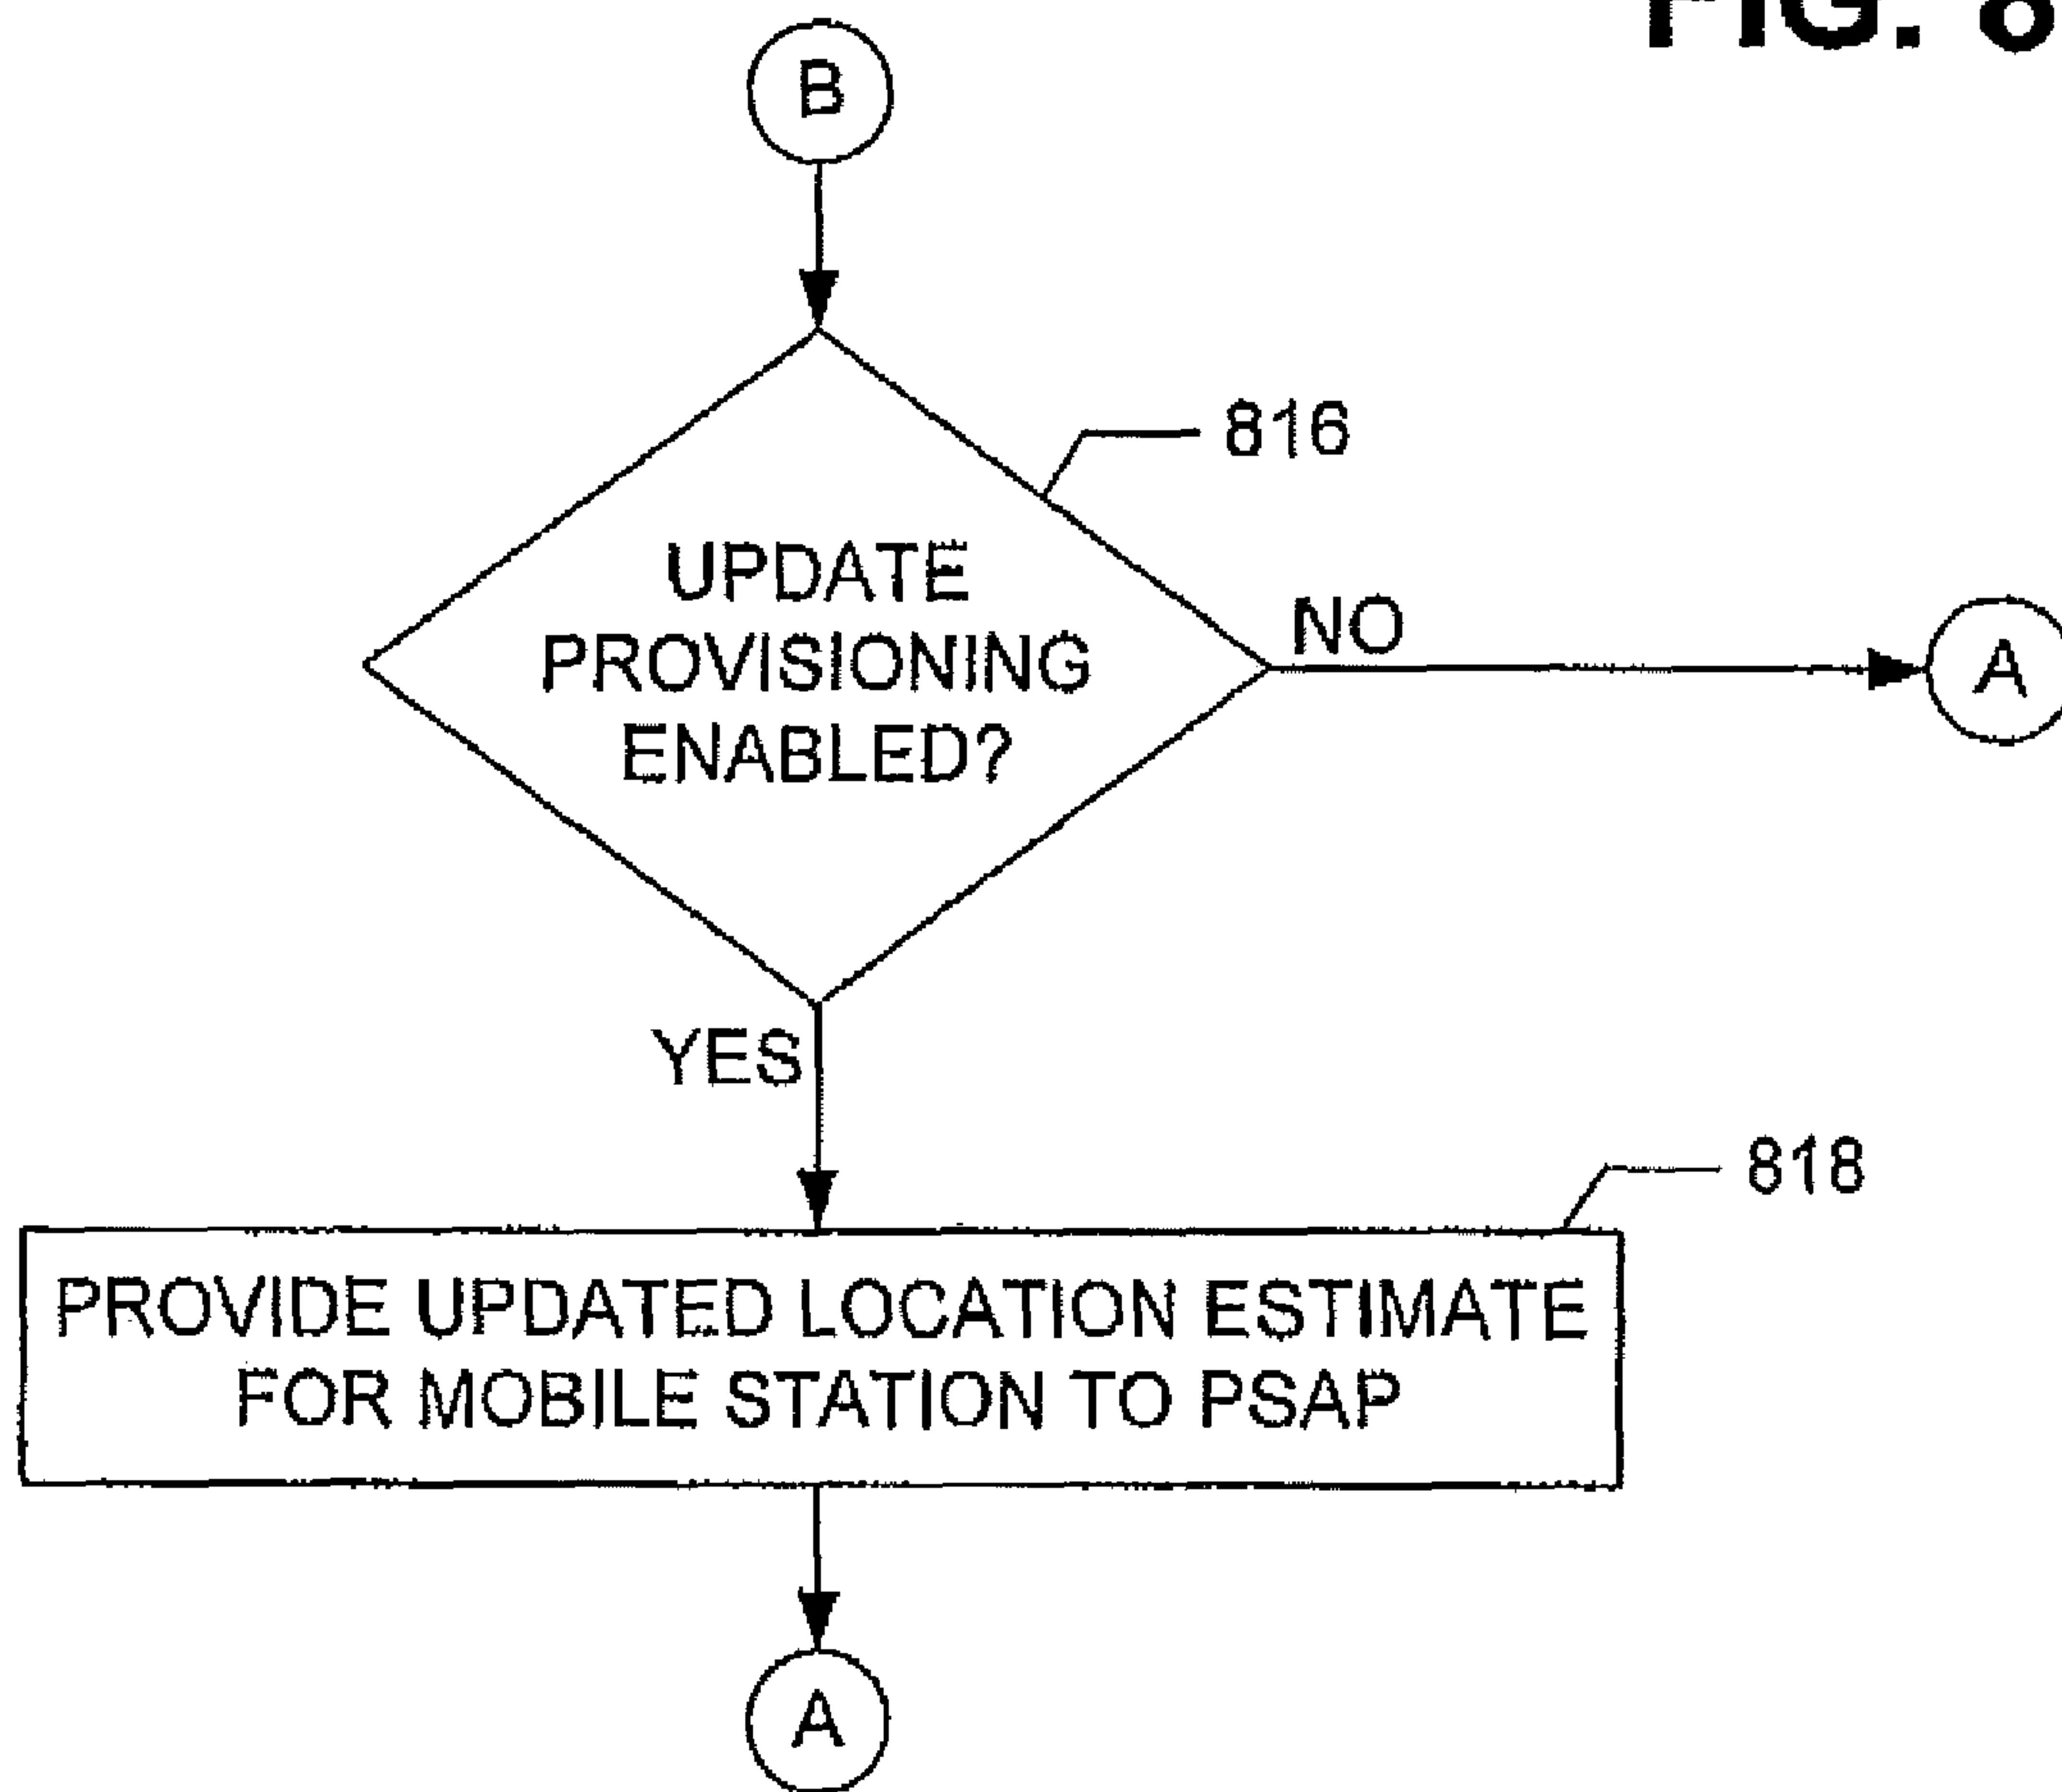 FIG. 8
B
816
UPDATE
PROVISIONING
ENABLED?
NO
A
YES
818
PROVIDE UPDATED LOCATION ESTIMATE
FOR MOBILE STATION TO PSAP
A